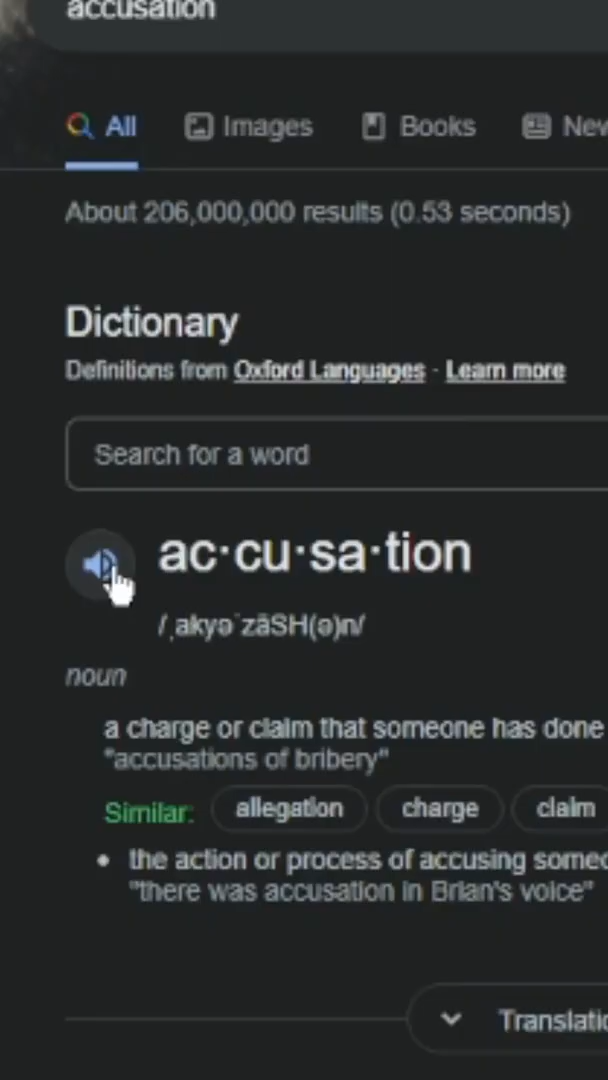 accusation
All Images Books
About 206,000,000 results (0.53 seconds)
Dictionary
Definitions from Oxford Languages · Learn more
Search for a word
ac·cu·sa·tion
/ˌakyəˈzāSH(ə)n/
noun
a charge or claim that someone has done
"accusations of bribery"
Similar: allegation charge claim
• the action or process of accusing
"there was accusation in Brian's voice"